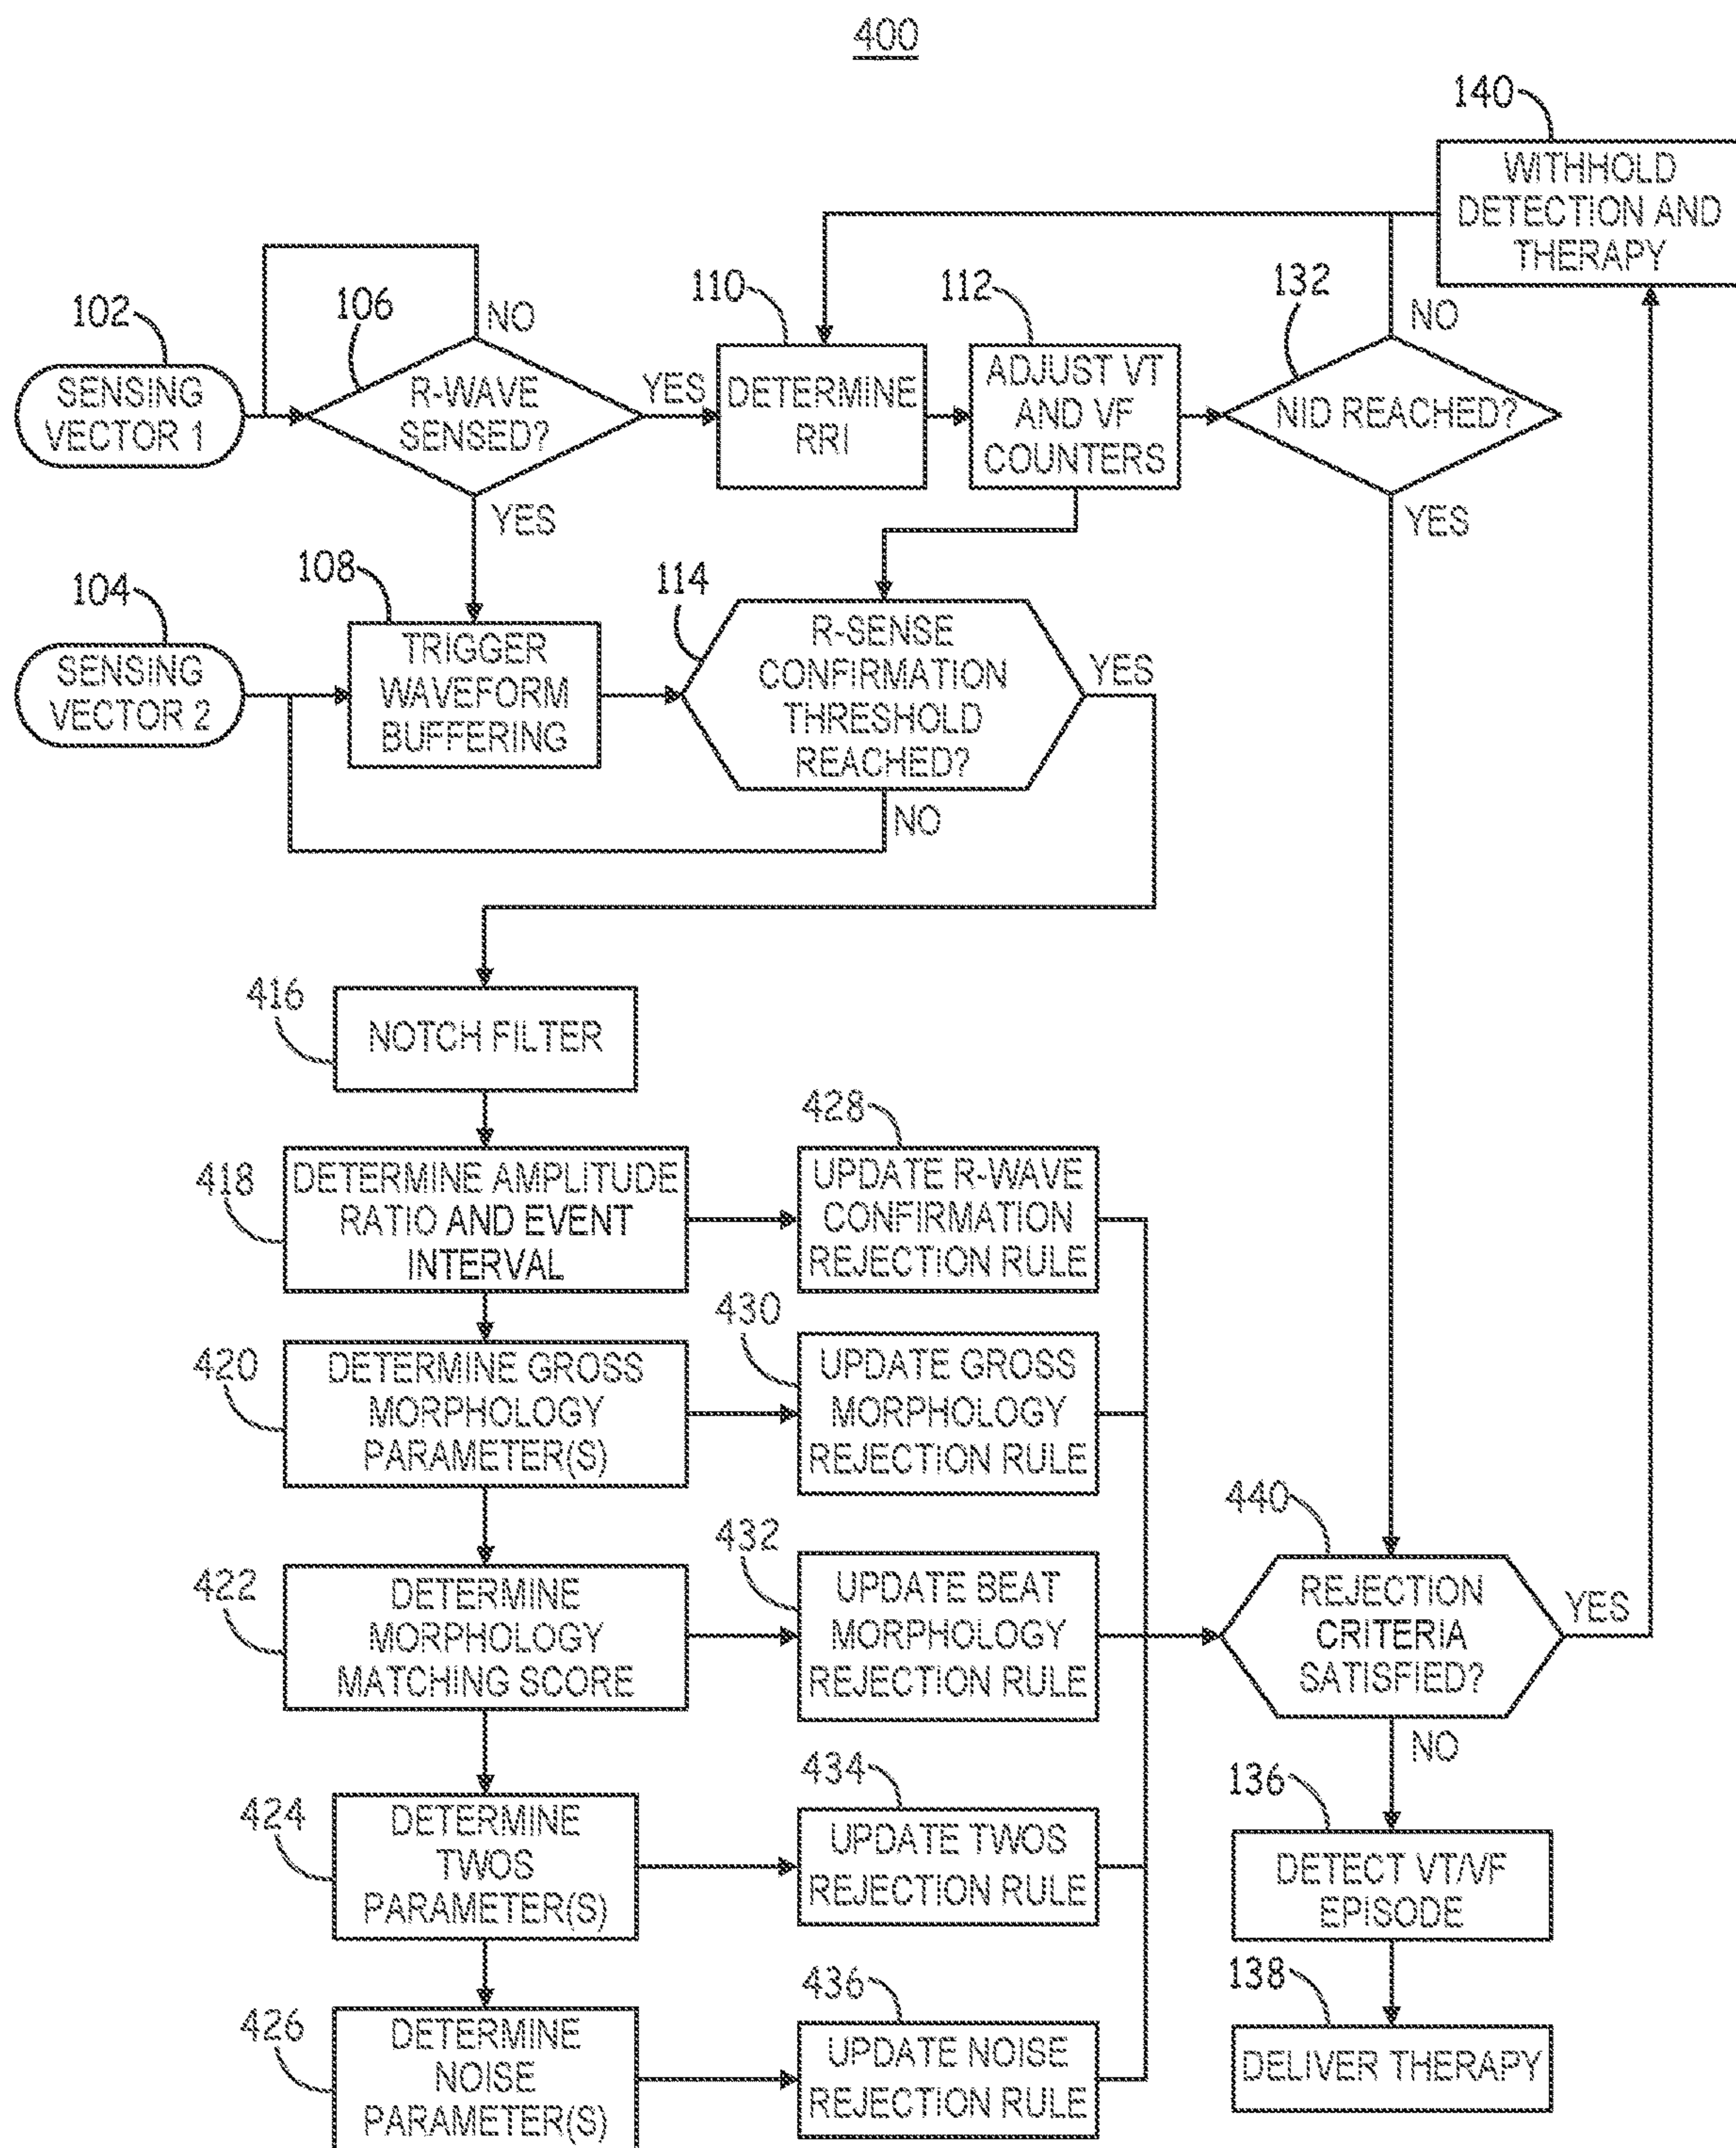 400
140
WITHHOLD
DETECTION AND
THERAPY
102
SENSING
VECTOR 1
106
R-WAVE
SENSED?
NO
YES
YES
110
DETERMINE
RRI
112
ADJUST VT
AND VF
COUNTERS
132
NID REACHED?
NO
YES
104
SENSING
VECTOR 2
108
TRIGGER
WAVEFORM
BUFFERING
114
R-SENSE
CONFIRMATION
THRESHOLD
REACHED?
YES
NO
416
NOTCH FILTER
418
DETERMINE AMPLITUDE
RATIO AND EVENT
INTERVAL
428
UPDATE R-WAVE
CONFIRMATION
REJECTION RULE
420
DETERMINE GROSS
MORPHOLOGY
PARAMETER(S)
430
UPDATE GROSS
MORPHOLOGY
REJECTION RULE
422
DETERMINE
MORPHOLOGY
MATCHING SCORE
432
UPDATE BEAT
MORPHOLOGY
REJECTION RULE
440
REJECTION
CRITERIA
SATISFIED?
YES
NO
424
DETERMINE
TWOS
PARAMETER(S)
434
UPDATE TWOS
REJECTION RULE
136
DETECT VT/VF
EPISODE
426
DETERMINE
NOISE
PARAMETER(S)
436
UPDATE NOISE
REJECTION RULE
138
DELIVER THERAPY